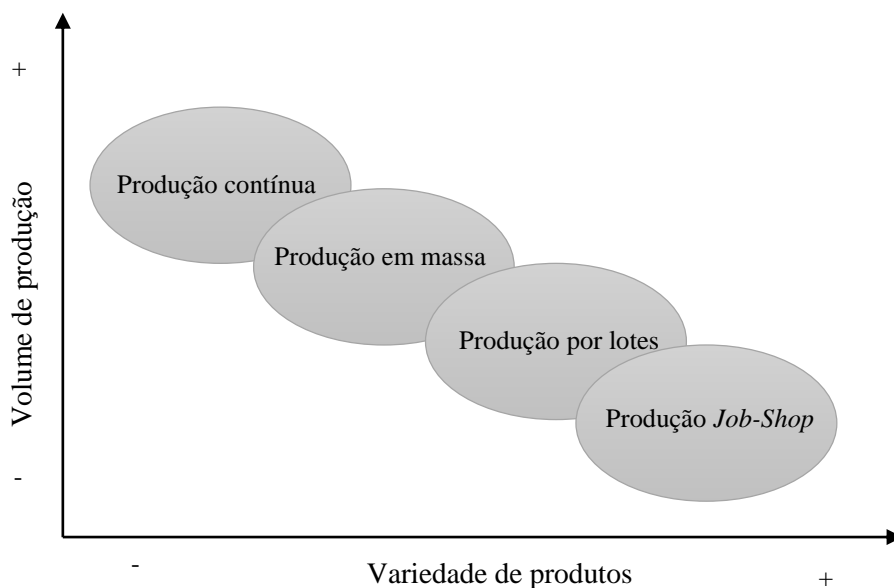 +
Produção contínua
Produção em massa
Volume de produção
Produção por lotes
Produção Job-Shop
-
-
Variedade de produtos
+